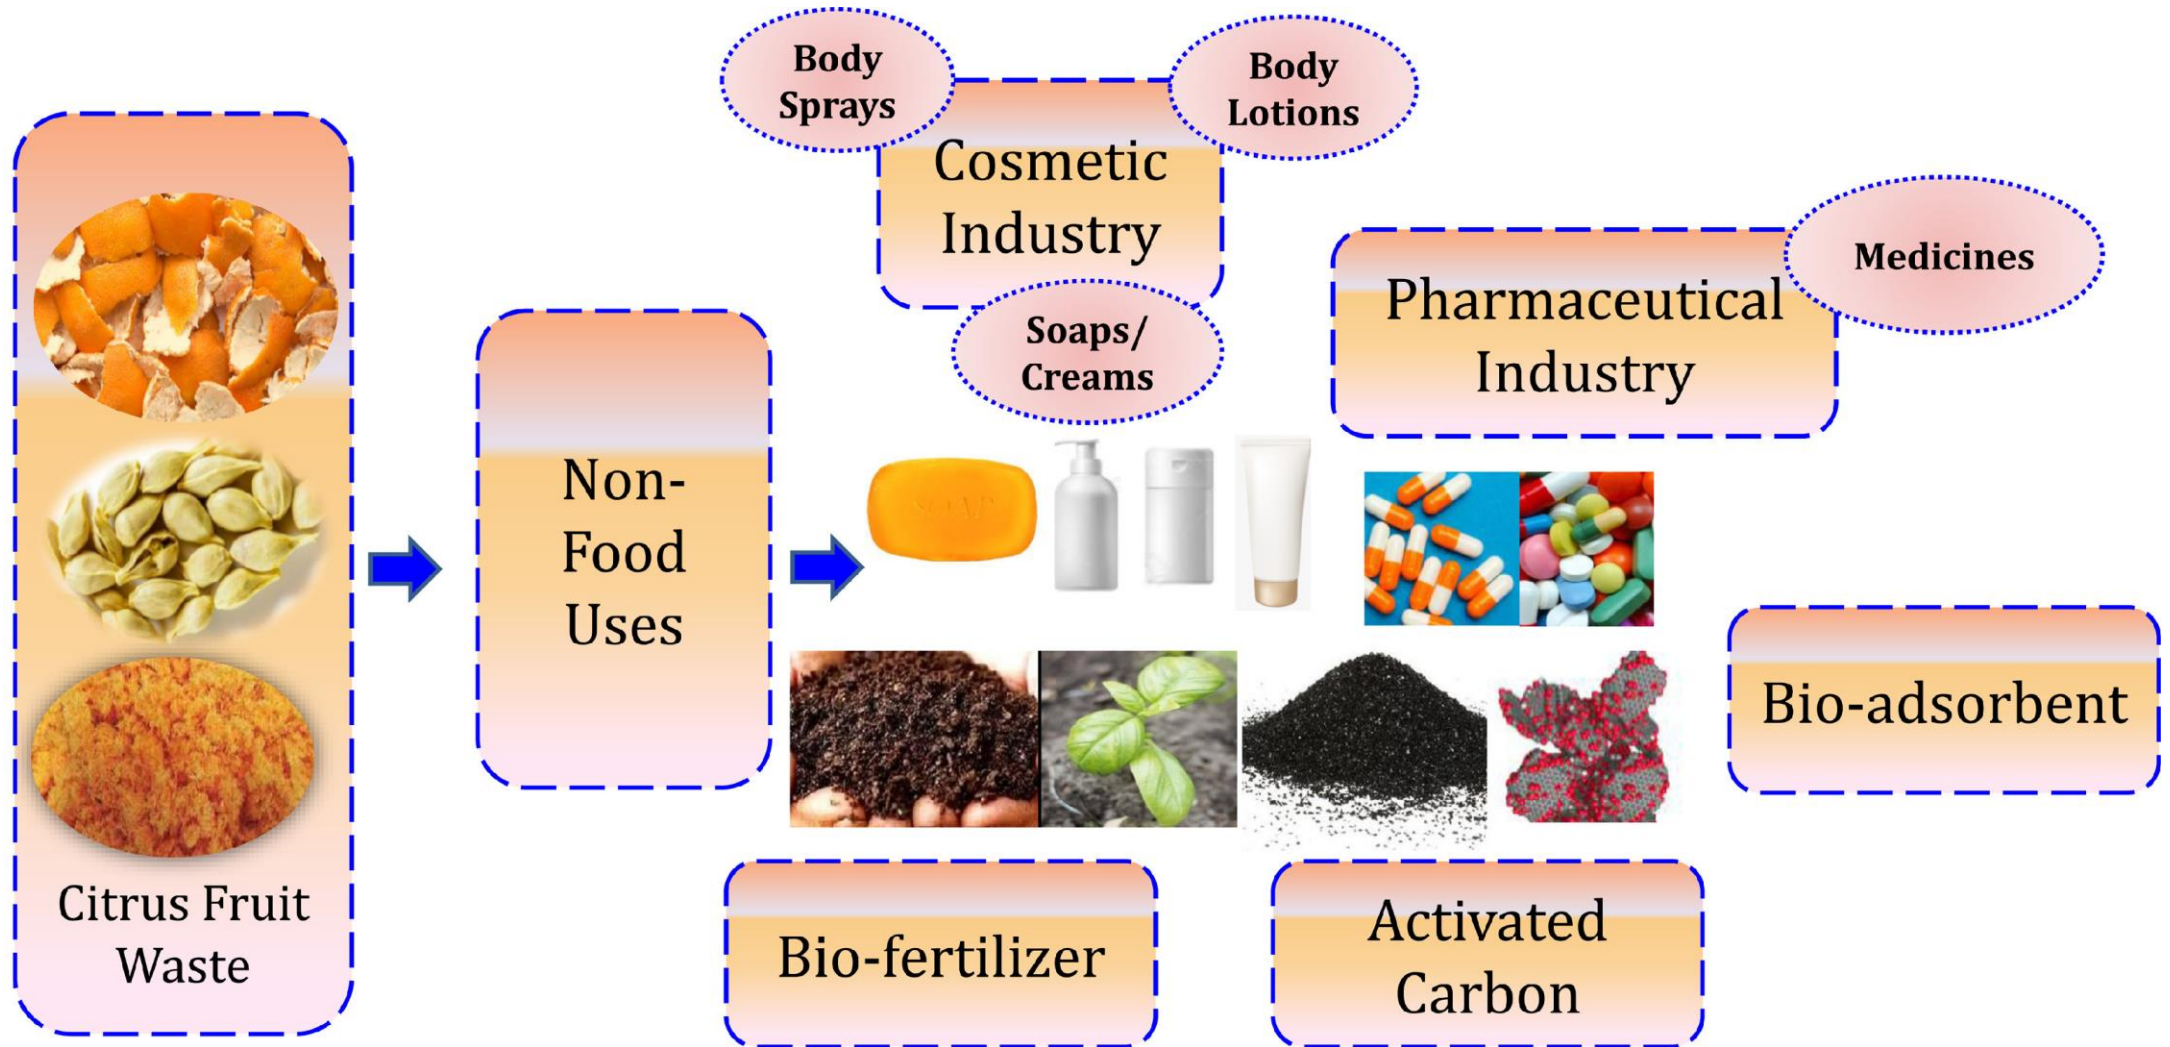 Citrus Fruit
Waste
Non-
Food
Uses
Body
Sprays
Body
Lotions
Cosmetic
Industry
Soaps/
Creams
Medicines
Pharmaceutical
Industry
SOAP
Bio-adsorbent
Bio-fertilizer
Activated
Carbon